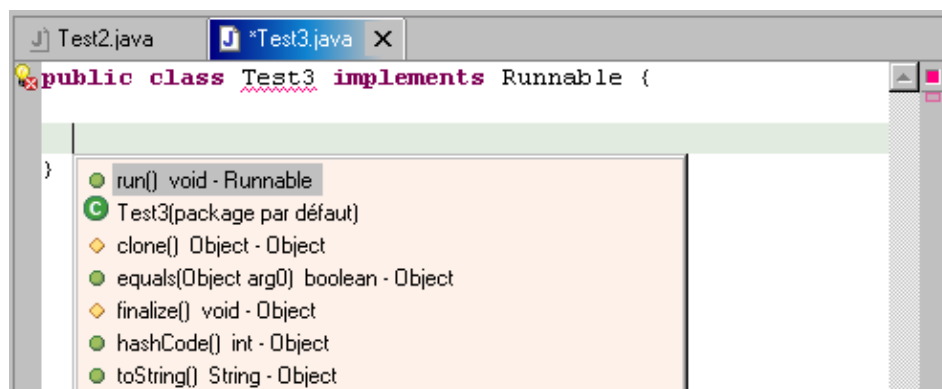 Test2.java *Test3.java
public class Test3 implements Runnable {
}
run() void - Runnable
Test3(package par défaut)
clone() Object - Object
equals(Object arg0) boolean - Object
finalize() void - Object
hashCode() int - Object
toString() String - Object